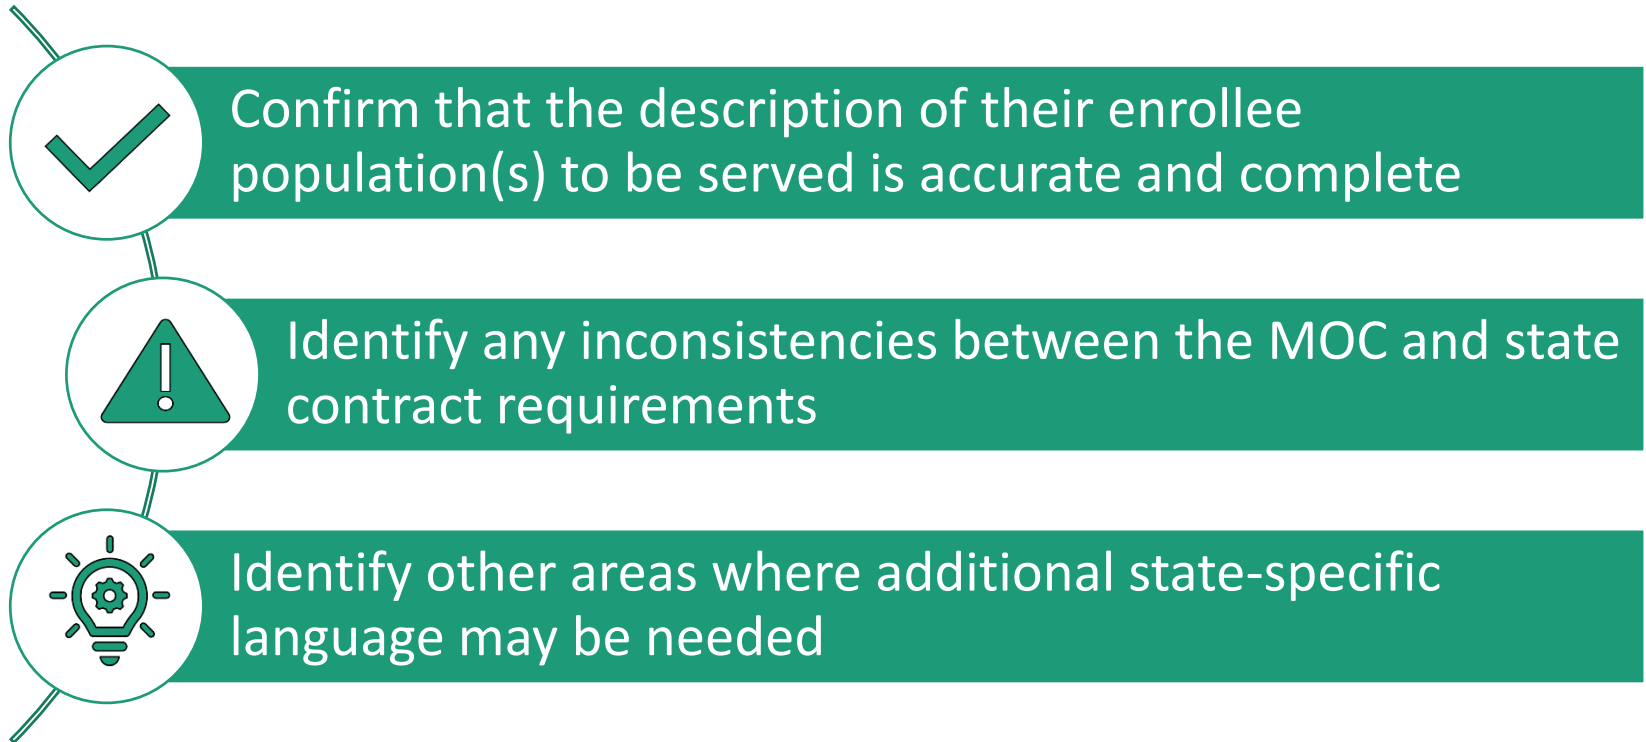 Confirm that the description of their enrollee
population(s) to be served is accurate and complete
Identify any inconsistencies between the MOC and state
contract requirements
Identify other areas where additional state-specific
language may be needed